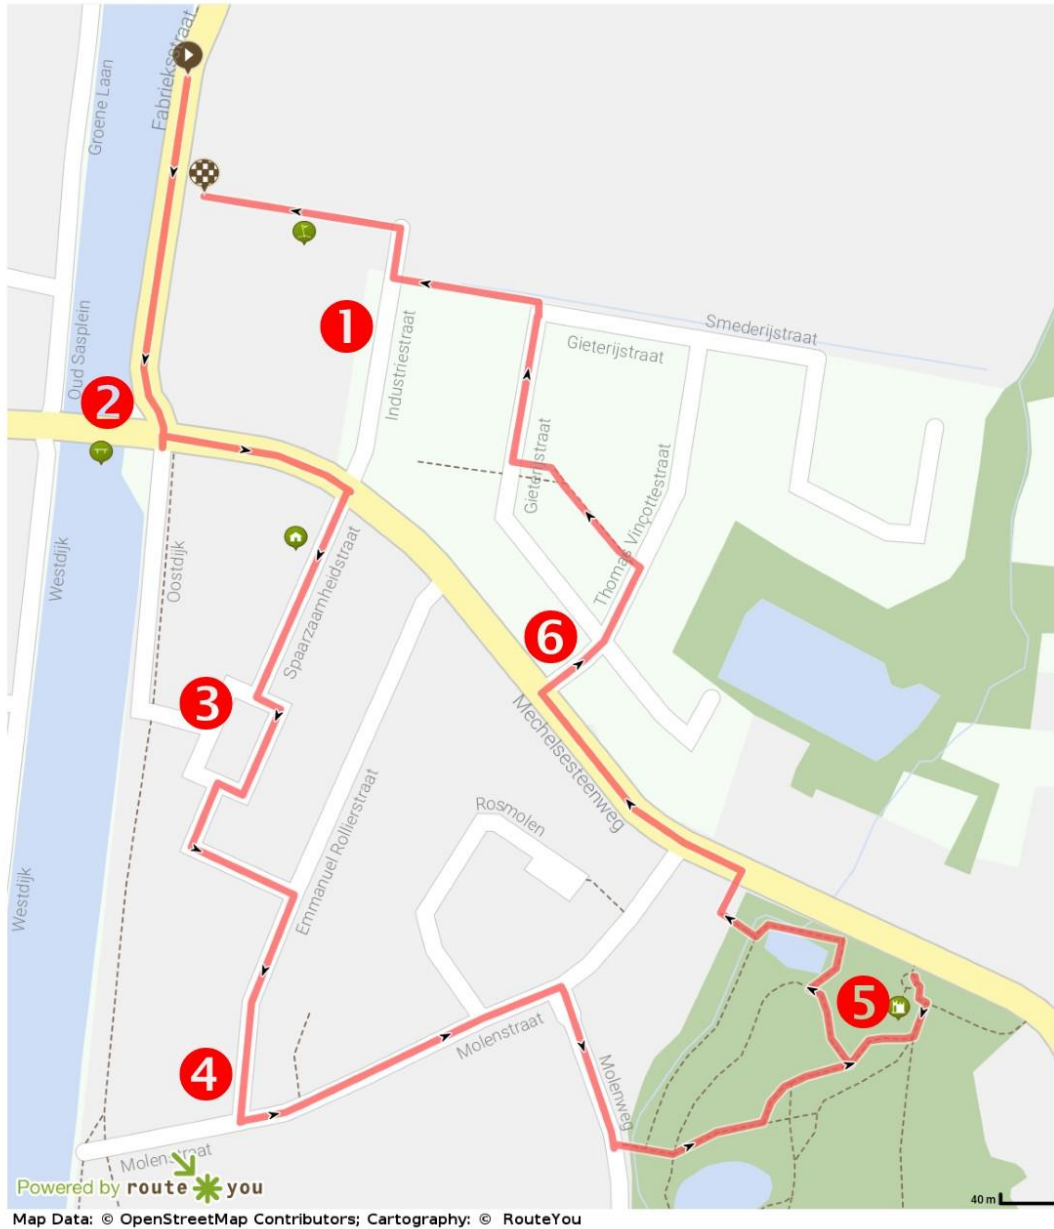 Fabrieksstraat
Groene Laan
1
Oud Sasplein
Smederijstraat
Gieterijstraat
Industriestraat
2
Gieterijstraat
Thomas Vinçottestraat
Westdijk
Oostdijk
Spaarzaamheidstraat
6
3
Mechelsesteenweg
Rosmolen
Emmanuel Rollierstraat
Westdijk
5
4
Molenstraat
Molenweg
Molenstraat
Powered by route you
40 m
Map Data: © OpenStreetMap Contributors; Cartography: © RouteYou